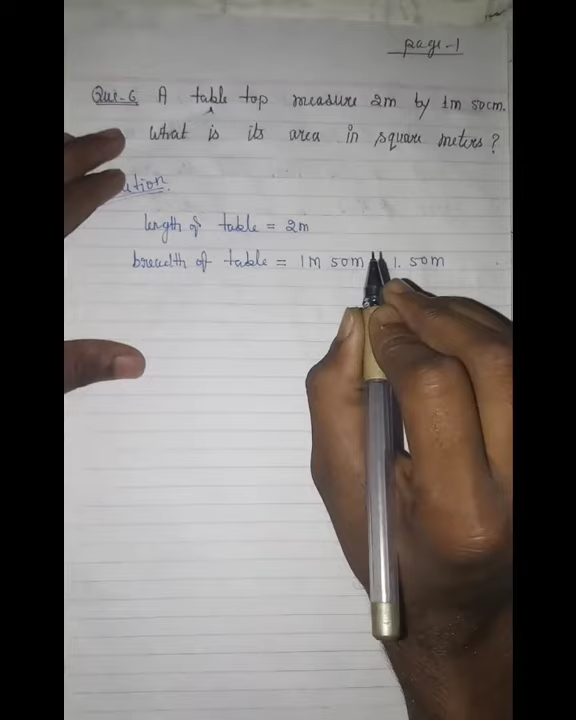 page-1
Que-6 A table top measure 2m by 1m 50cm.
What is its area in square meters?
ution.
length of table = 2m
breadth of table = 1m 50m 1.50m